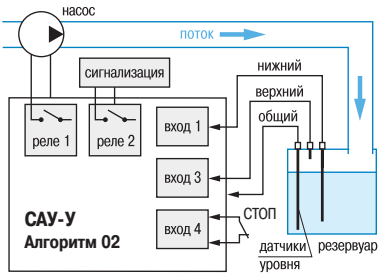 насос
поток
сигнализация
нижний
верхний
общий
реле 1
реле 2
вход 1
вход 3
вход 4
СТОП
САУ-У
Алгоритм 02
датчики
уровня
резервуар